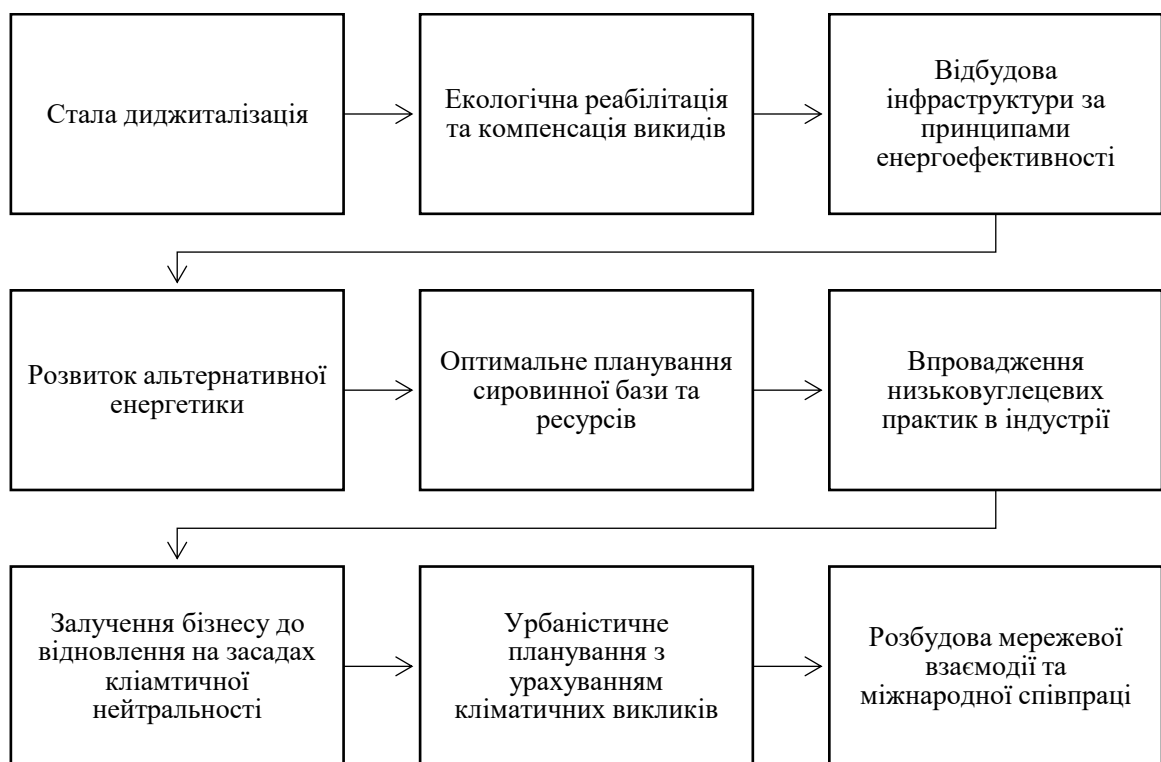 Стала диджиталізація
Екологічна реабілітація
та компенсація викидів
Відбудова
інфраструктури за
принципами
енергоефективності
Розвиток альтернативної
енергетики
Оптимальне планування
сировинної бази та
ресурсів
Впровадження
низьковуглецевих
практик в індустрії
Залучення бізнесу до
відновлення на засадах
кліамтичної
нейтральності
Урбаністичне
планування з
урахуванням
кліматичних викликів
Розбудова мережевої
взаємодії та
міжнародної співпраці